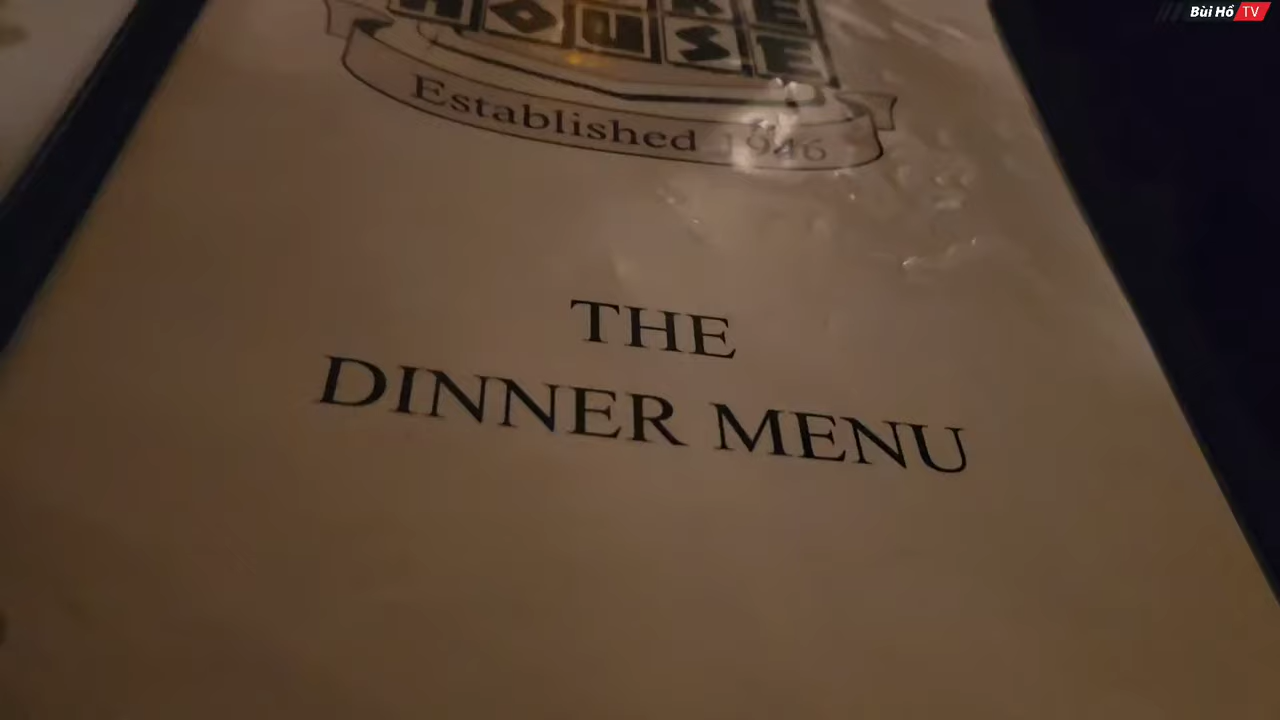 Bùi Hồ TV
HOUSE
Established 1946
THE
DINNER MENU